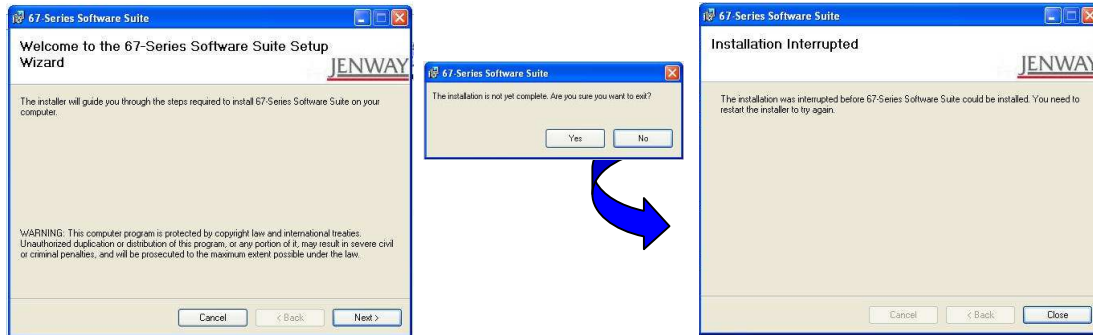 67-Series Software Suite
Welcome to the 67-Series Software Suite Setup
Wizard
JENWAY
The installer will guide you through the steps required to install 67-Series Software Suite on your
computer.
WARNING: This computer program is protected by copyright law and international treaties.
Unauthorized duplication or distribution of this program, or any portion of it, may result in severe civil
or criminal penalties, and will be prosecuted to the maximum extent possible under the law.
Cancel
< Back
Next >
67-Series Software Suite
The installation is not yet complete. Are you sure you want to exit?
Yes
No
67-Series Software Suite
Installation Interrupted
JENWAY
The installation was interrupted before 67-Series Software Suite could be installed. You need to
restart the installer to try again.
Cancel
< Back
Close